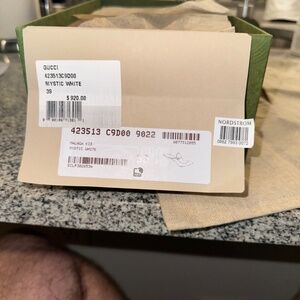 GUCCI
423513C9D00
MYSTIC WHITE
39
$ 920.00
423513 C9D00 9022
MALAGA KID
MYSTIC WHITE
NORDSTROM